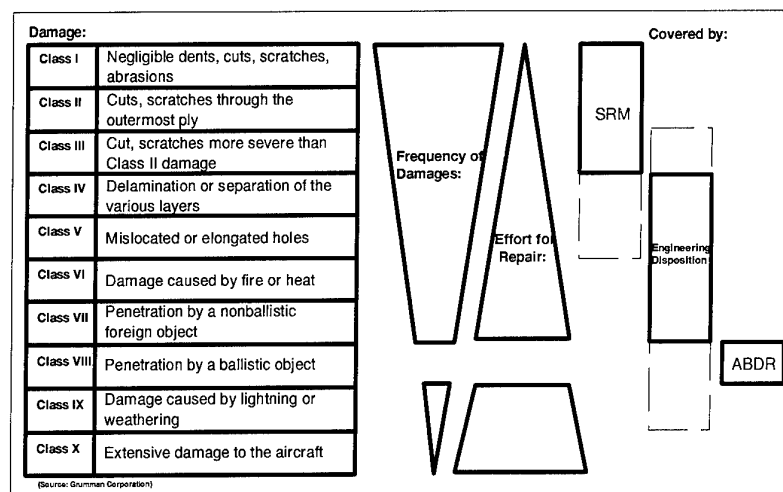 Damage:
Covered by:
Class I
Negligible dents, cuts, scratches,
abrasions
Class II
Cuts, scratches through the
outermost ply
Class III
Cut, scratches more severe than
Class II damage
Class IV
Delamination or separation of the
various layers
Class V
Mislocated or elongated holes
Class VI
Damage caused by fire or heat
Class VII
Penetration by a nonballistic
foreign object
Class VIII
Penetration by a ballistic object
Class IX
Damage caused by lightning or
weathering
Class X
Extensive damage to the aircraft
Frequency of
Damages:
Effort for
Repair:
SRM
Engineering
Disposition
ABDR
(Source: Grumman Corporation)